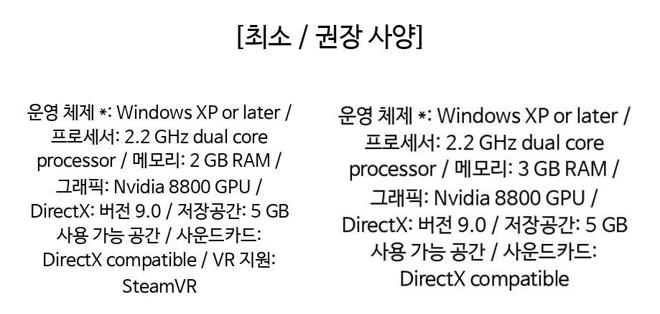 [최소 / 권장 사양]
운영 체제 *: Windows XP or later /
프로세서: 2.2 GHz dual core
processor / 메모리: 2 GB RAM /
그래픽: Nvidia 8800 GPU /
DirectX: 버전 9.0 / 저장공간: 5 GB
사용 가능 공간 / 사운드카드:
DirectX compatible / VR 지원:
SteamVR
운영 체제 *: Windows XP or later /
프로세서: 2.2 GHz dual core
processor / 메모리: 3 GB RAM /
그래픽: Nvidia 8800 GPU /
DirectX: 버전 9.0 / 저장공간: 5 GB
사용 가능 공간 / 사운드카드:
DirectX compatible